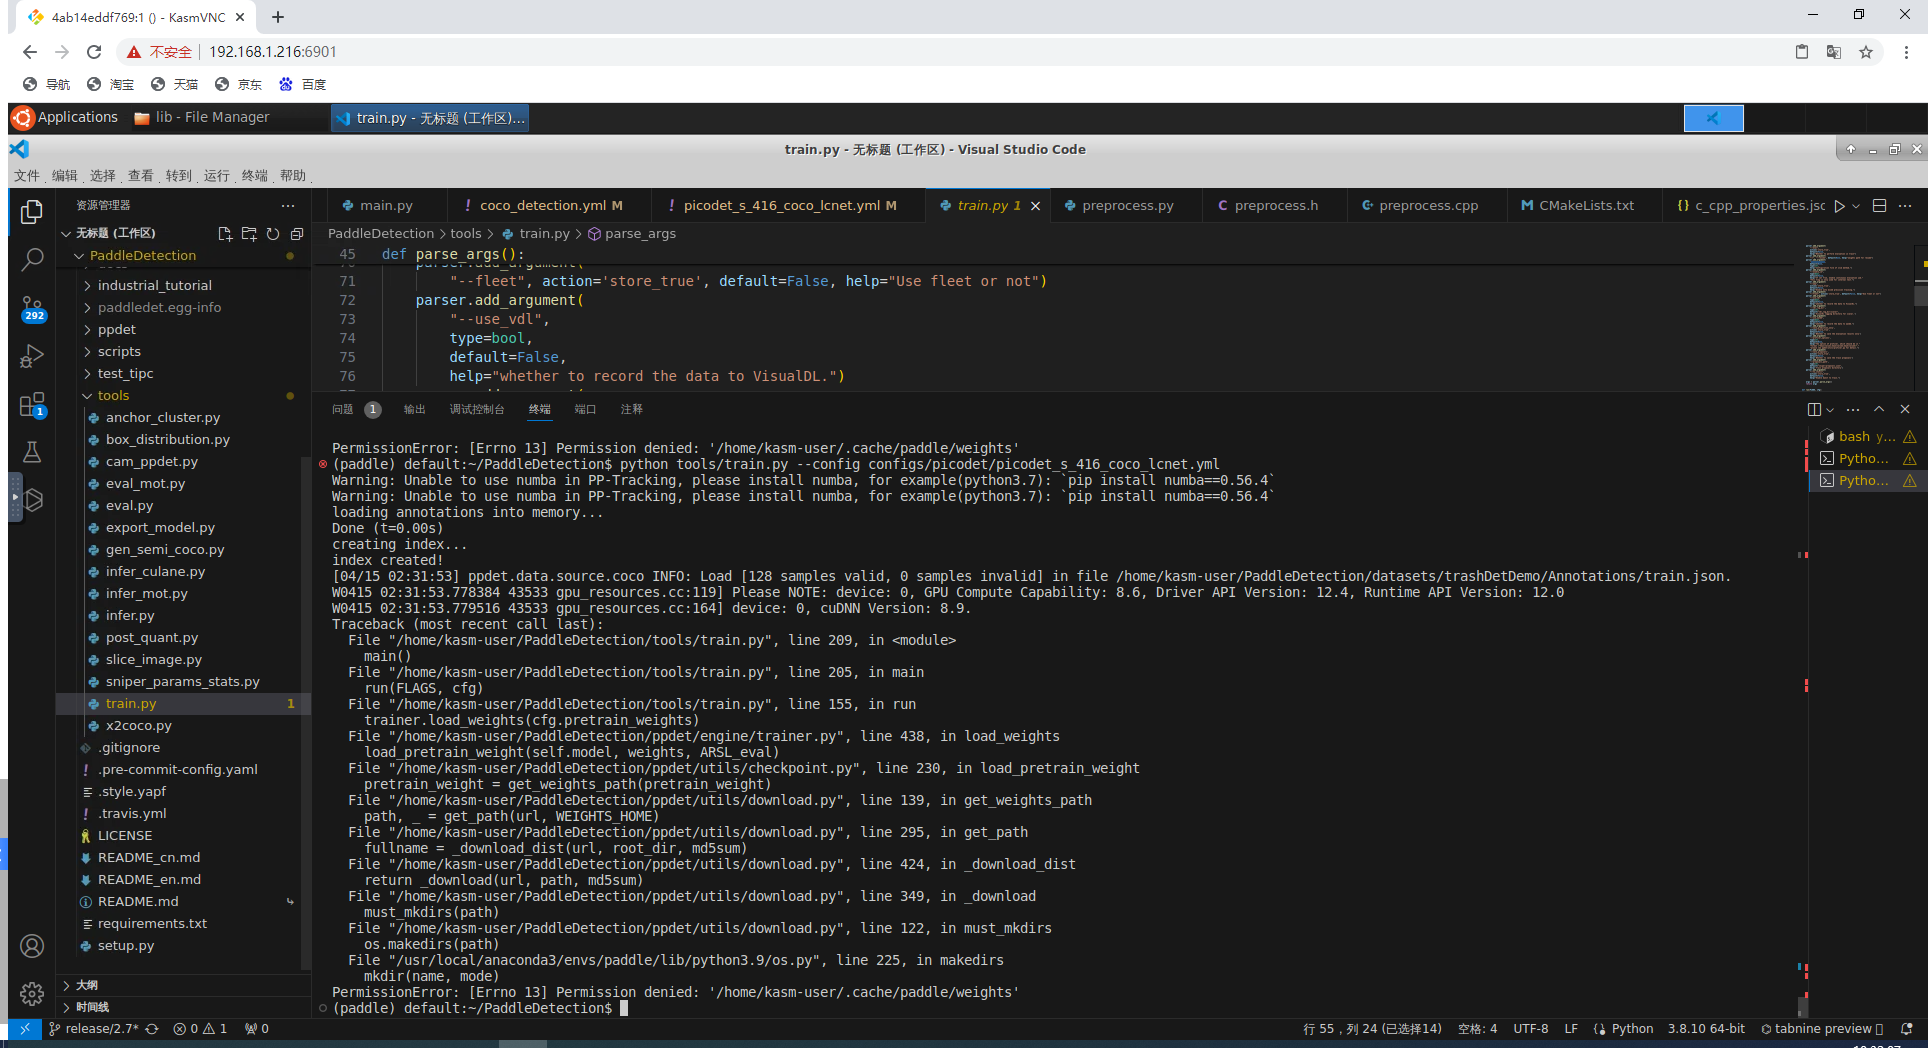 4ab14eddf769:1 () - KasmVNC
不安全 192.168.1.216:6901
导航 淘宝 天猫 京东 百度
Applications lib - File Manager train.py - 无标题 (工作区)...
train.py - 无标题 (工作区) - Visual Studio Code
文件 编辑 选择 查看 转到 运行 终端 帮助
资源管理器
main.py coco_detection.yml M picodet_s_416_coco_lcnet.yml M train.py 1 preprocess.py preprocess.h preprocess.cpp CMakeLists.txt c_cpp_properties.jsc
无标题 (工作区)
PaddleDetection > tools > train.py > parse_args
PaddleDetection
industrial_tutorial
paddledet.egg-info
ppdet
scripts
test_tipc
tools
anchor_cluster.py
box_distribution.py
cam_ppdet.py
eval_mot.py
eval.py
export_model.py
gen_semi_coco.py
infer_culane.py
infer_mot.py
infer.py
post_quant.py
slice_image.py
sniper_params_stats.py
train.py 1
x2coco.py
.gitignore
.pre-commit-config.yaml
.style.yapf
.travis.yml
LICENSE
README_cn.md
README_en.md
README.md
requirements.txt
setup.py
大纲
时间线
292
1
45 def parse_args():
parser.add_argument(
71 "--fleet", action='store_true', default=False, help="Use fleet or not")
72 parser.add_argument(
73 "--use_vdl",
74 type=bool,
75 default=False,
76 help="whether to record the data to VisualDL.")
问题 1 输出 调试控制台 终端 端口 注释
bash y...
Pytho...
Pytho...
PermissionError: [Errno 13] Permission denied: '/home/kasm-user/.cache/paddle/weights'
(paddle) default:~/PaddleDetection$ python tools/train.py --config configs/picodet/picodet_s_416_coco_lcnet.yml
Warning: Unable to use numba in PP-Tracking, please install numba, for example(python3.7): `pip install numba==0.56.4`
Warning: Unable to use numba in PP-Tracking, please install numba, for example(python3.7): `pip install numba==0.56.4`
loading annotations into memory...
Done (t=0.00s)
creating index...
index created!
[04/15 02:31:53] ppdet.data.source.coco INFO: Load [128 samples valid, 0 samples invalid] in file /home/kasm-user/PaddleDetection/datasets/trashDetDemo/Annotations/train.json.
W0415 02:31:53.778384 43533 gpu_resources.cc:119] Please NOTE: device: 0, GPU Compute Capability: 8.6, Driver API Version: 12.4, Runtime API Version: 12.0
W0415 02:31:53.779516 43533 gpu_resources.cc:164] device: 0, cuDNN Version: 8.9.
Traceback (most recent call last):
File "/home/kasm-user/PaddleDetection/tools/train.py", line 209, in <module>
main()
File "/home/kasm-user/PaddleDetection/tools/train.py", line 205, in main
run(FLAGS, cfg)
File "/home/kasm-user/PaddleDetection/tools/train.py", line 155, in run
trainer.load_weights(cfg.pretrain_weights)
File "/home/kasm-user/PaddleDetection/ppdet/engine/trainer.py", line 438, in load_weights
load_pretrain_weight(self.model, weights, ARSL_eval)
File "/home/kasm-user/PaddleDetection/ppdet/utils/checkpoint.py", line 230, in load_pretrain_weight
pretrain_weight = get_weights_path(pretrain_weight)
File "/home/kasm-user/PaddleDetection/ppdet/utils/download.py", line 139, in get_weights_path
path, _ = get_path(url, WEIGHTS_HOME)
File "/home/kasm-user/PaddleDetection/ppdet/utils/download.py", line 295, in get_path
fullname = _download_dist(url, root_dir, md5sum)
File "/home/kasm-user/PaddleDetection/ppdet/utils/download.py", line 424, in _download_dist
return _download(url, path, md5sum)
File "/home/kasm-user/PaddleDetection/ppdet/utils/download.py", line 349, in _download
must_mkdirs(path)
File "/home/kasm-user/PaddleDetection/ppdet/utils/download.py", line 122, in must_mkdirs
os.makedirs(path)
File "/usr/local/anaconda3/envs/paddle/lib/python3.9/os.py", line 225, in makedirs
mkdir(name, mode)
PermissionError: [Errno 13] Permission denied: '/home/kasm-user/.cache/paddle/weights'
(paddle) default:~/PaddleDetection$
release/2.7* 0 1 0 行 55，列 24 (已选择14) 空格: 4 UTF-8 LF Python 3.8.10 64-bit tabnine preview